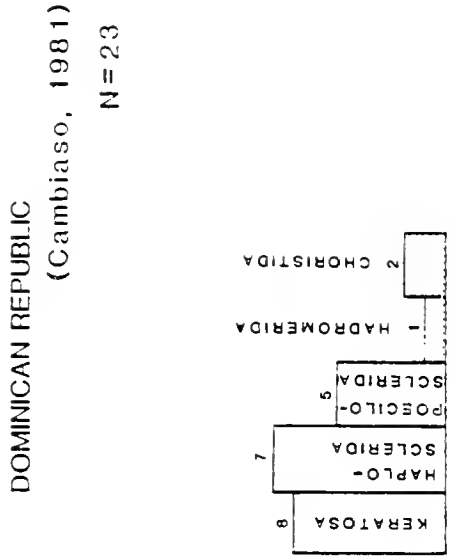 DOMINICAN REPUBLIC
(Cambiaso, 1981)
N=23
8
KERATOSA
7
HAPLO-
SCLERIDA
5
POECILO-
SCLERIDA
1
HADROMERIDA
2
CHORISTIDA